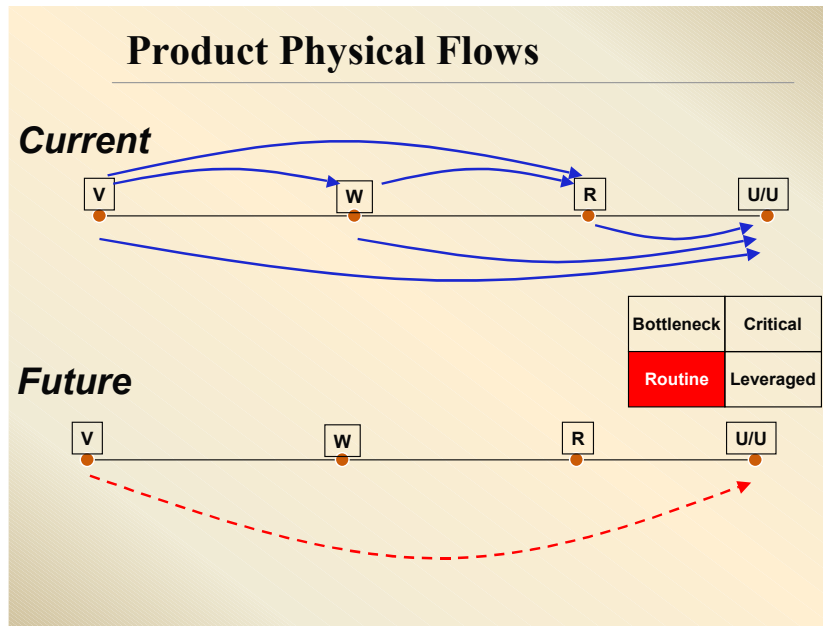 Product Physical Flows
Current
V
W
R
U/U
Bottleneck Critical
Routine Leveraged
Future
V
W
R
U/U